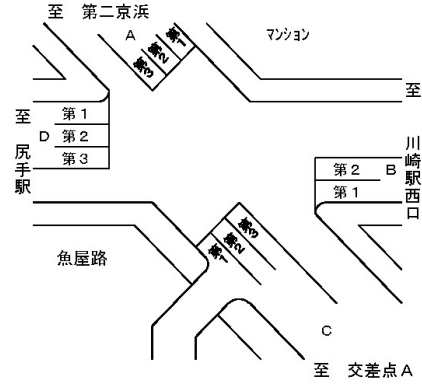 至　第二京浜
A
マンション
第1
第2
第3
至　尻手駅
D
第1
第2
第3
至　川崎駅西口
B
第2
第1
魚屋路
第1
第2
第3
C
至　交差点A